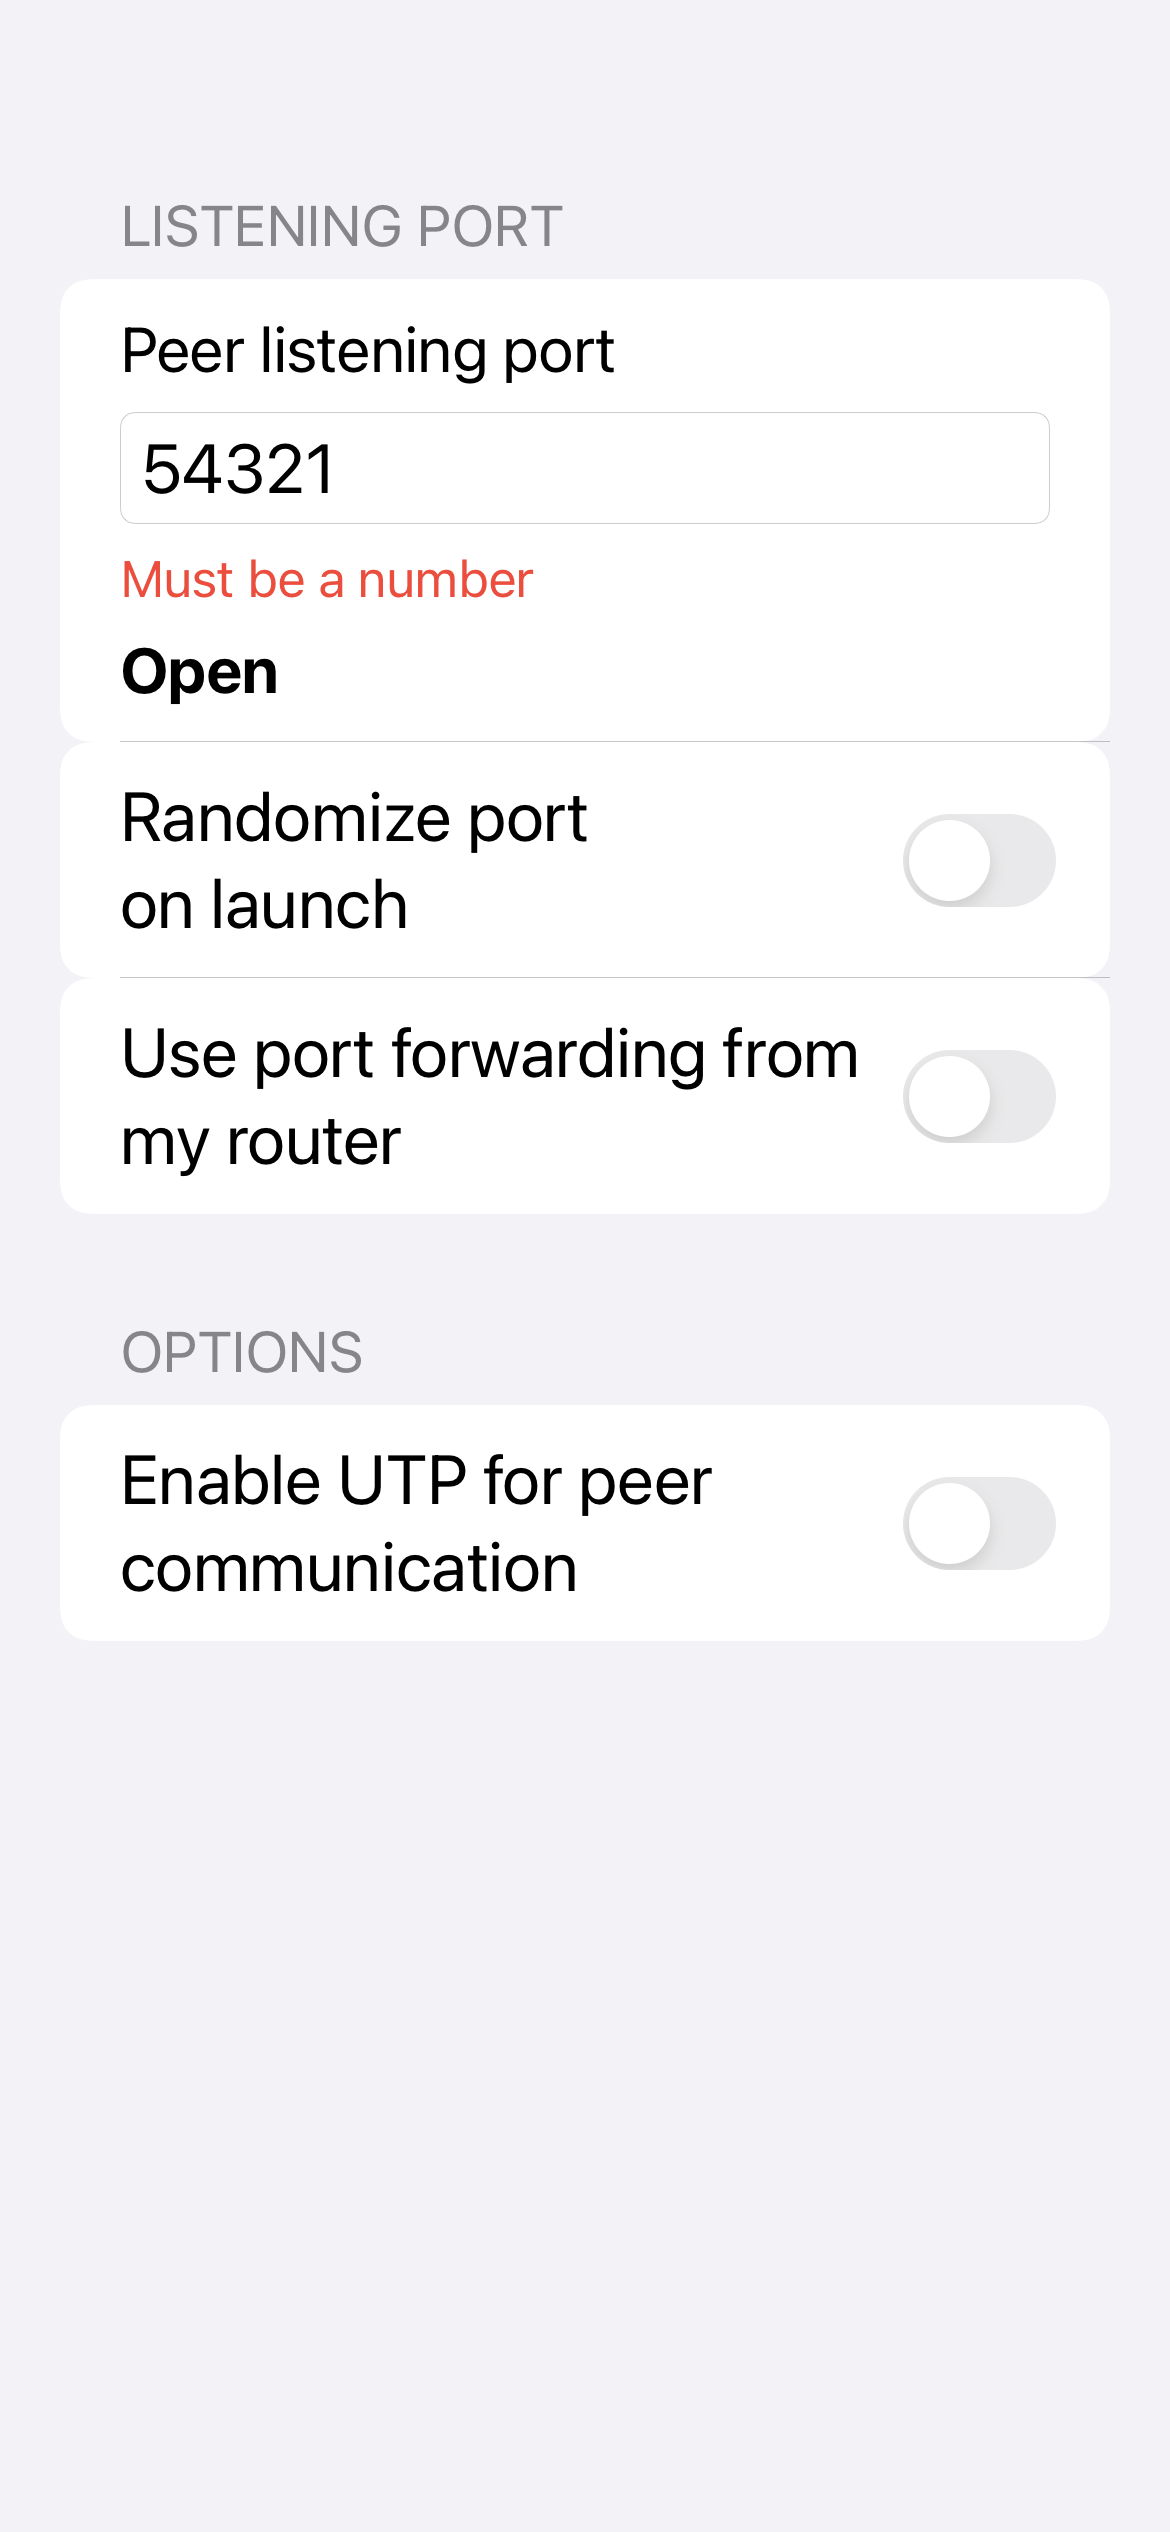 LISTENING PORT
Peer listening port
54321
Must be a number
Open
Randomize port
on launch
Use port forwarding from
my router
OPTIONS
Enable UTP for peer
communication